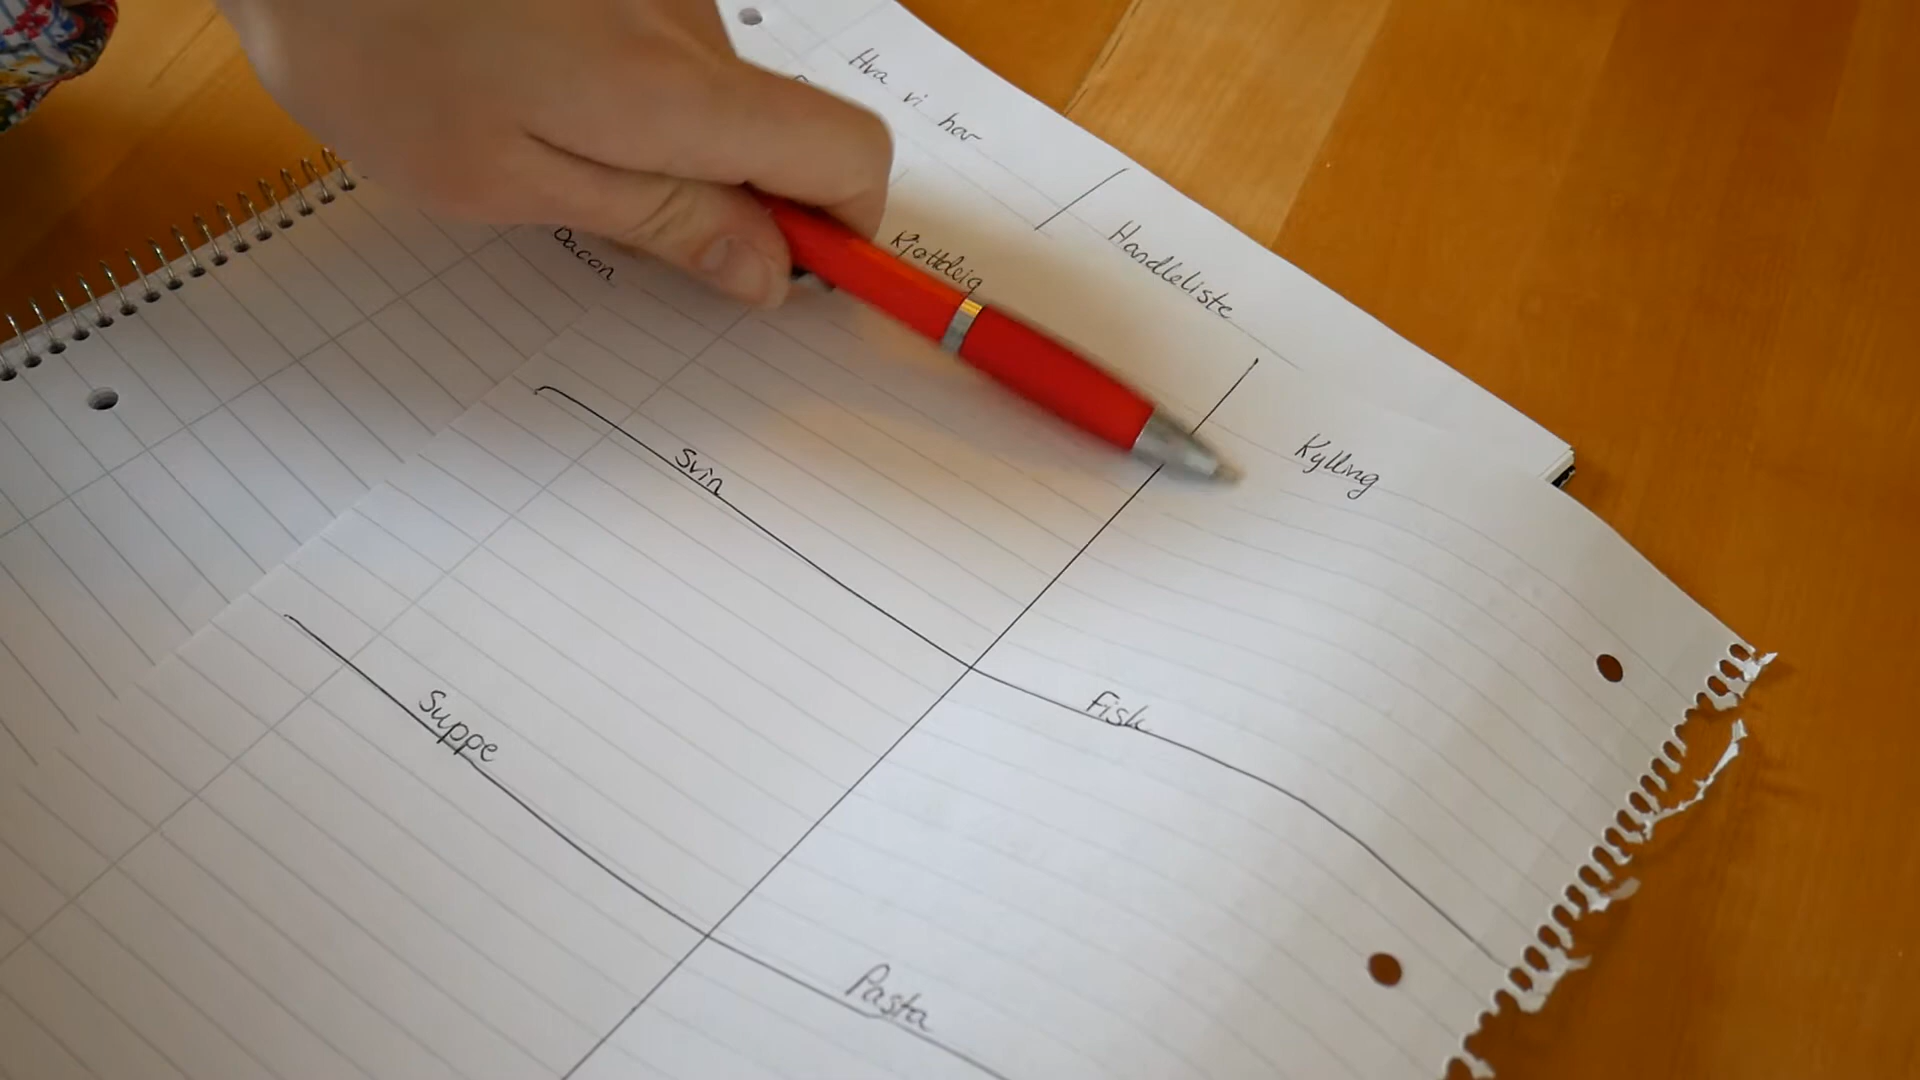 Hva vi har
Handleliste
Bacon
Kjøttdeig
Kylling
Svin
Fisk
Suppe
Pasta